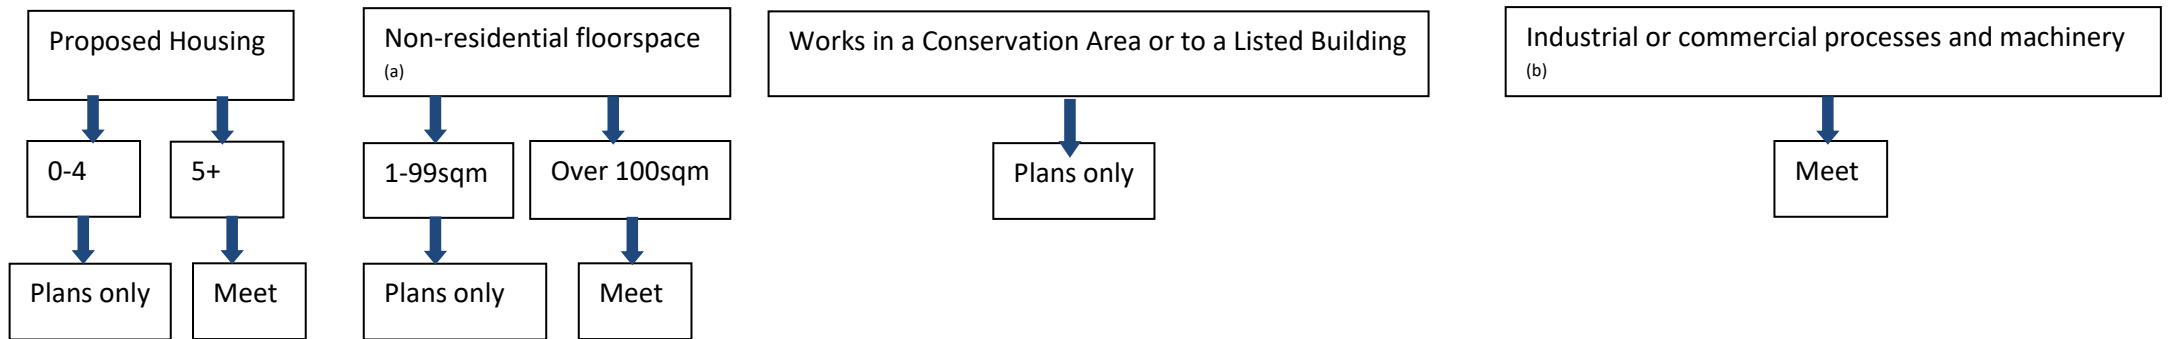 Proposed Housing
Non-residential floorspace
(a)
Works in a Conservation Area or to a Listed Building
Industrial or commercial processes and machinery
(b)
0-4
5+
1-99sqm
Over 100sqm
Plans only
Meet
Plans only
Meet
Plans only
Meet